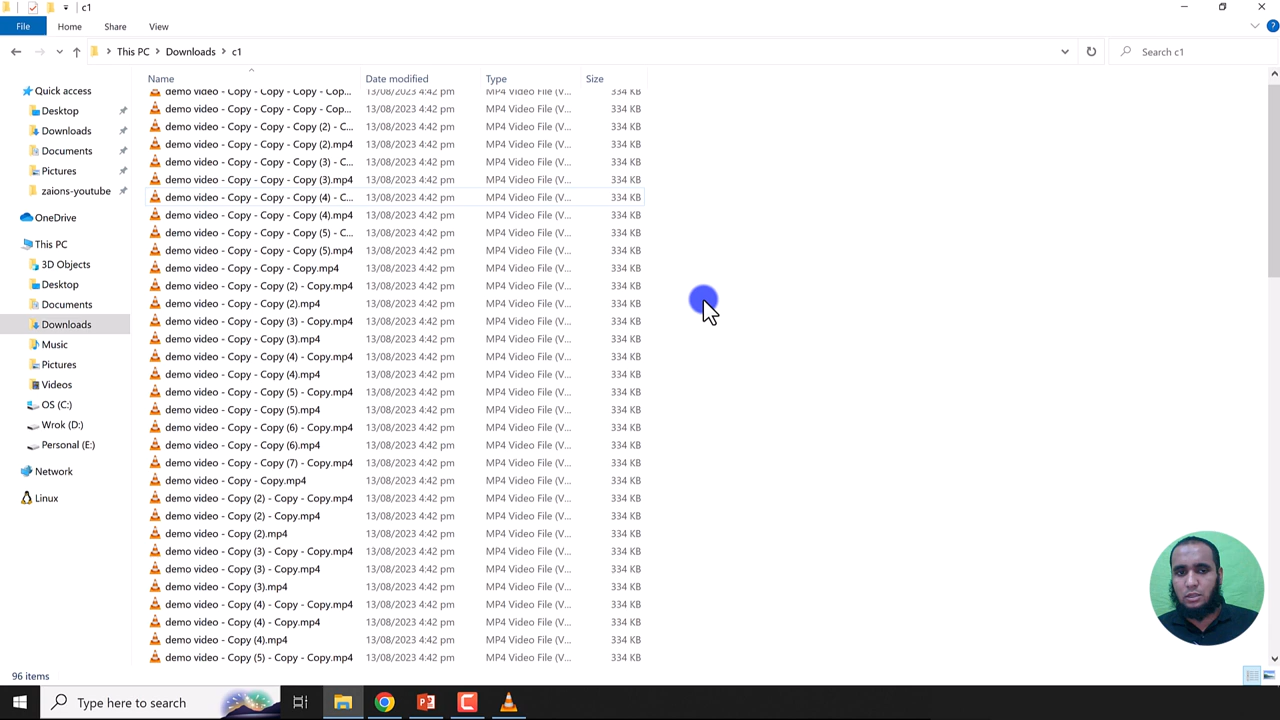 c1
File Home Share View
This PC Downloads c1 Search c1
Name Date modified Type Size
Quick access
Desktop
Downloads
Documents
Pictures
zaions-youtube
OneDrive
This PC
3D Objects
Desktop
Documents
Downloads
Music
Pictures
Videos
OS (C:)
Wrok (D:)
Personal (E:)
Network
Linux
demo video - Copy - Copy - Copy - Cop... 13/08/2023 4:42 pm MP4 Video File (V... 334 KB
demo video - Copy - Copy - Copy - Cop... 13/08/2023 4:42 pm MP4 Video File (V... 334 KB
demo video - Copy - Copy - Copy (2) - C... 13/08/2023 4:42 pm MP4 Video File (V... 334 KB
demo video - Copy - Copy - Copy (2).mp4 13/08/2023 4:42 pm MP4 Video File (V... 334 KB
demo video - Copy - Copy - Copy (3) - C... 13/08/2023 4:42 pm MP4 Video File (V... 334 KB
demo video - Copy - Copy - Copy (3).mp4 13/08/2023 4:42 pm MP4 Video File (V... 334 KB
demo video - Copy - Copy - Copy (4) - C... 13/08/2023 4:42 pm MP4 Video File (V... 334 KB
demo video - Copy - Copy - Copy (4).mp4 13/08/2023 4:42 pm MP4 Video File (V... 334 KB
demo video - Copy - Copy - Copy (5) - C... 13/08/2023 4:42 pm MP4 Video File (V... 334 KB
demo video - Copy - Copy - Copy (5).mp4 13/08/2023 4:42 pm MP4 Video File (V... 334 KB
demo video - Copy - Copy - Copy.mp4 13/08/2023 4:42 pm MP4 Video File (V... 334 KB
demo video - Copy - Copy (2) - Copy.mp4 13/08/2023 4:42 pm MP4 Video File (V... 334 KB
demo video - Copy - Copy (2).mp4 13/08/2023 4:42 pm MP4 Video File (V... 334 KB
demo video - Copy - Copy (3) - Copy.mp4 13/08/2023 4:42 pm MP4 Video File (V... 334 KB
demo video - Copy - Copy (3).mp4 13/08/2023 4:42 pm MP4 Video File (V... 334 KB
demo video - Copy - Copy (4) - Copy.mp4 13/08/2023 4:42 pm MP4 Video File (V... 334 KB
demo video - Copy - Copy (4).mp4 13/08/2023 4:42 pm MP4 Video File (V... 334 KB
demo video - Copy - Copy (5) - Copy.mp4 13/08/2023 4:42 pm MP4 Video File (V... 334 KB
demo video - Copy - Copy (5).mp4 13/08/2023 4:42 pm MP4 Video File (V... 334 KB
demo video - Copy - Copy (6) - Copy.mp4 13/08/2023 4:42 pm MP4 Video File (V... 334 KB
demo video - Copy - Copy (6).mp4 13/08/2023 4:42 pm MP4 Video File (V... 334 KB
demo video - Copy - Copy (7) - Copy.mp4 13/08/2023 4:42 pm MP4 Video File (V... 334 KB
demo video - Copy - Copy.mp4 13/08/2023 4:42 pm MP4 Video File (V... 334 KB
demo video - Copy (2) - Copy - Copy.mp4 13/08/2023 4:42 pm MP4 Video File (V... 334 KB
demo video - Copy (2) - Copy.mp4 13/08/2023 4:42 pm MP4 Video File (V... 334 KB
demo video - Copy (2).mp4 13/08/2023 4:42 pm MP4 Video File (V... 334 KB
demo video - Copy (3) - Copy - Copy.mp4 13/08/2023 4:42 pm MP4 Video File (V... 334 KB
demo video - Copy (3) - Copy.mp4 13/08/2023 4:42 pm MP4 Video File (V... 334 KB
demo video - Copy (3).mp4 13/08/2023 4:42 pm MP4 Video File (V... 334 KB
demo video - Copy (4) - Copy - Copy.mp4 13/08/2023 4:42 pm MP4 Video File (V... 334 KB
demo video - Copy (4) - Copy.mp4 13/08/2023 4:42 pm MP4 Video File (V... 334 KB
demo video - Copy (4).mp4 13/08/2023 4:42 pm MP4 Video File (V... 334 KB
demo video - Copy (5) - Copy - Copy.mp4 13/08/2023 4:42 pm MP4 Video File (V... 334 KB
96 items
Type here to search